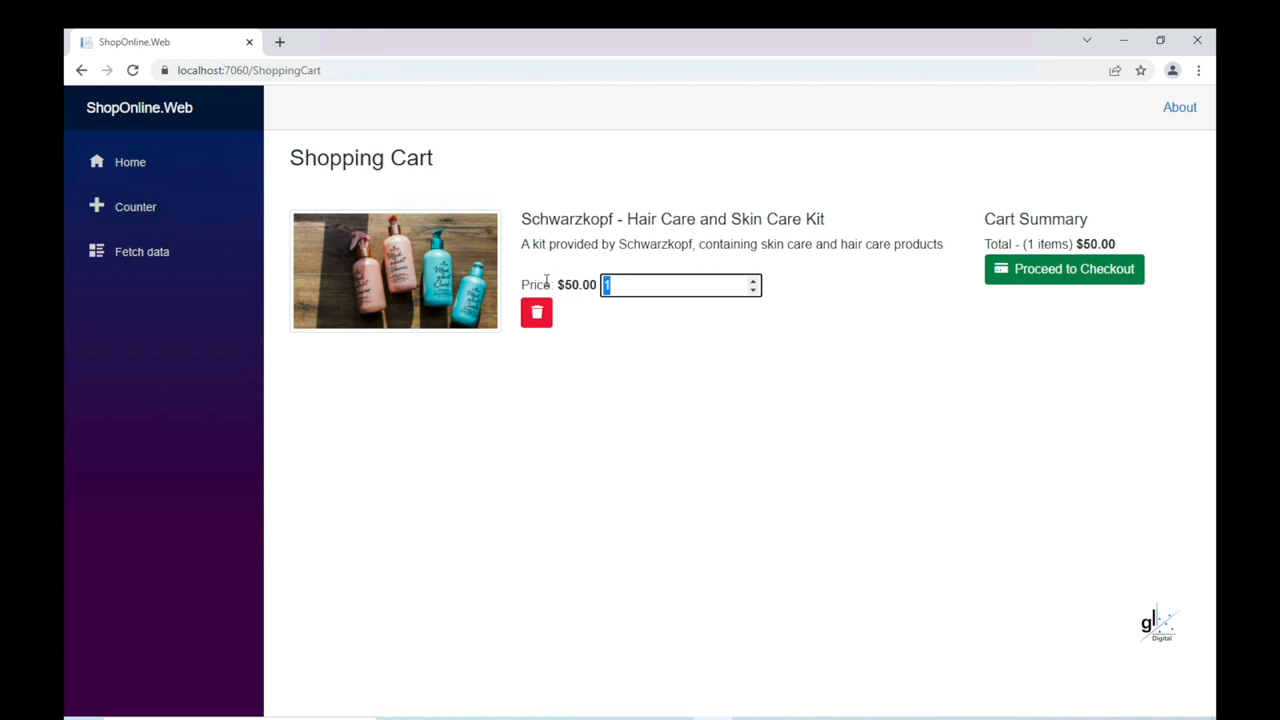 ShopOnline.Web
localhost:7060/ShoppingCart
ShopOnline.Web
About
Home
Counter
Fetch data
Shopping Cart
Schwarzkopf - Hair Care and Skin Care Kit
A kit provided by Schwarzkopf, containing skin care and hair care products
Price: $50.00 1
Cart Summary
Total - (1 items) $50.00
Proceed to Checkout
gl
Digital